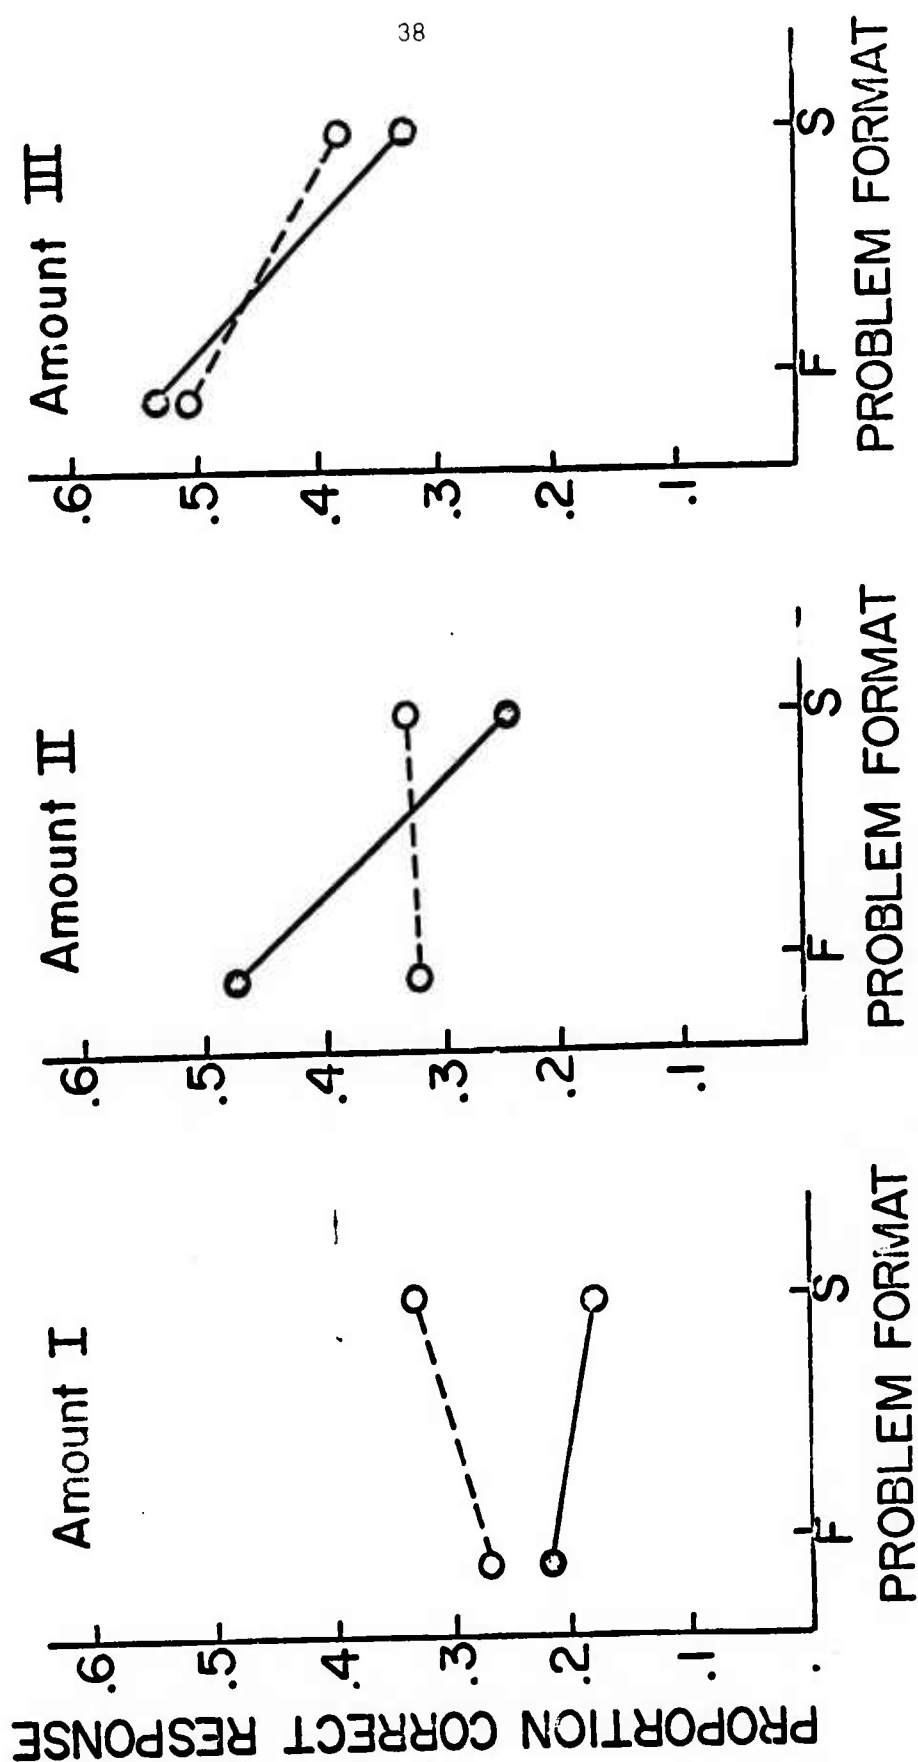 38
Amount I
Amount II
Amount III
PROPORTION CORRECT RESPONSE
.6
.5
.4
.3
.2
.1
.
F
S
PROBLEM FORMAT
.6
.5
.4
.3
.2
.1
F
S
PROBLEM FORMAT
.6
.5
.4
.3
.2
.1
F
S
PROBLEM FORMAT